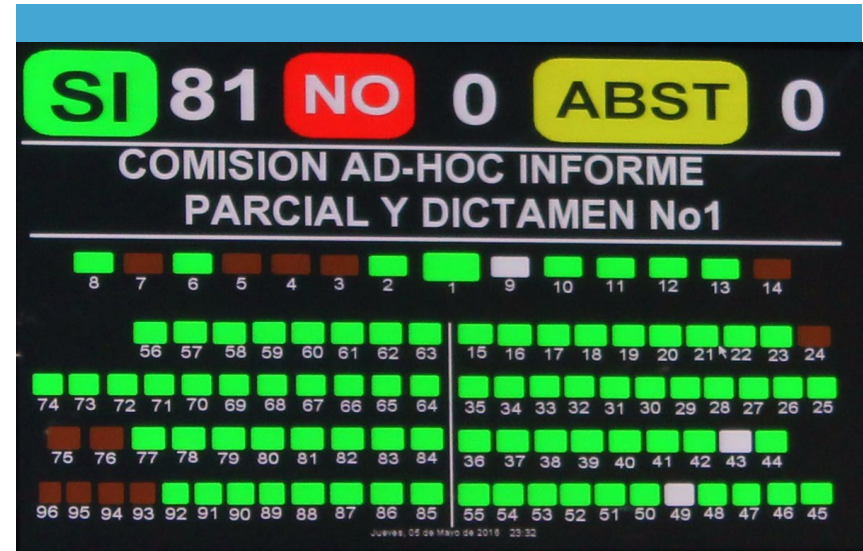 SI 81 NO 0 ABST 0
COMISION AD-HOC INFORME
PARCIAL Y DICTAMEN No1
8 7 6 5 4 3 2 1 9 10 11 12 13 14
56 57 58 59 60 61 62 63 15 16 17 18 19 20 21 22 23 24
74 73 72 71 70 69 68 67 66 65 64 35 34 33 32 31 30 29 28 27 26 25
75 76 77 78 79 80 81 82 83 84 36 37 38 39 40 41 42 43 44
96 95 94 93 92 91 90 89 88 87 86 85 55 54 53 52 51 50 49 48 47 46 45
Jueves, 05 de Mayo de 2016 23:32